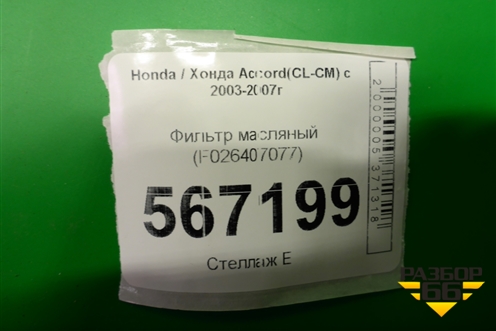 Honda / Хонда Accord(CL-CM) с
2003-2007г
Фильтр масляный
(F026407077)
567199
Стеллаж Е
2000005371318
РАЗБОР
66